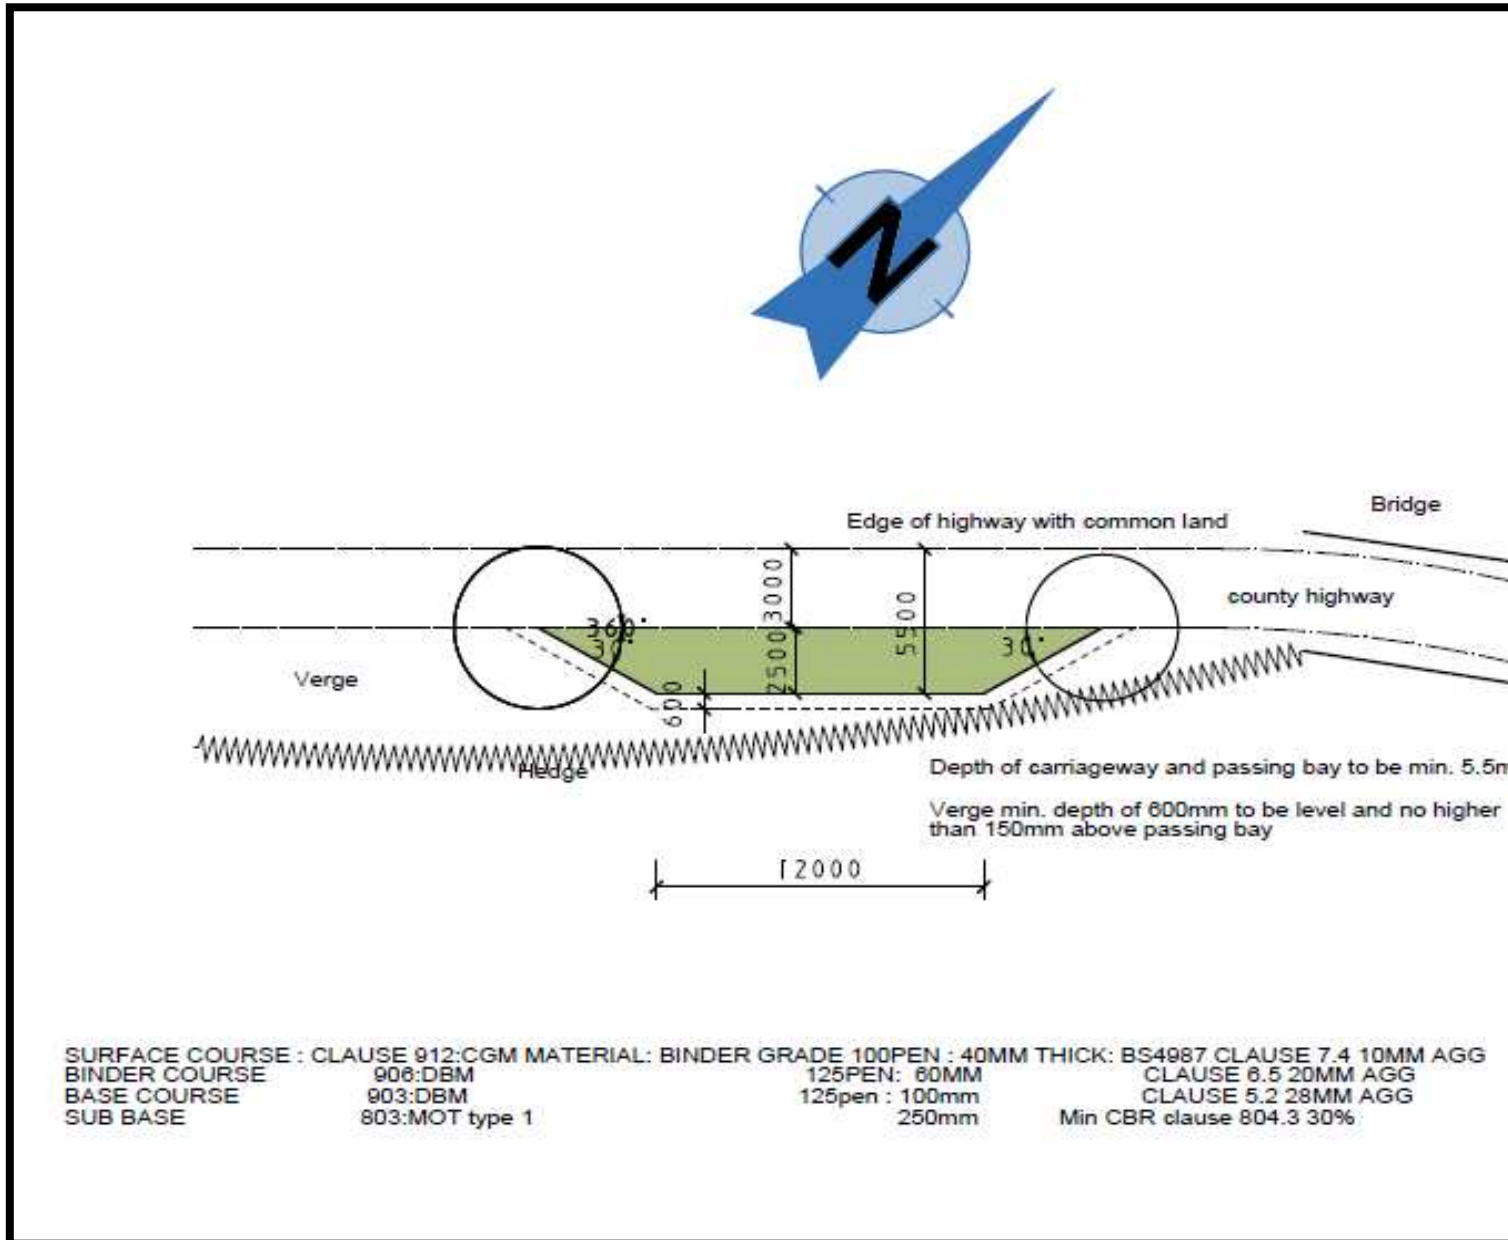 N
Bridge
Edge of highway with common land
3000
5500
county highway
360°
30°
30°
2500
Verge
600
Hedge
Depth of carriageway and passing bay to be min. 5.5m
Verge min. depth of 600mm to be level and no higher
than 150mm above passing bay
12000
SURFACE COURSE : CLAUSE 912:CGM MATERIAL: BINDER GRADE 100PEN : 40MM THICK: BS4987 CLAUSE 7.4 10MM AGG
BINDER COURSE 906:DBM 125PEN: 60MM CLAUSE 6.5 20MM AGG
BASE COURSE 903:DBM 125pen : 100mm CLAUSE 5.2 28MM AGG
SUB BASE 803:MOT type 1 250mm Min CBR clause 804.3 30%